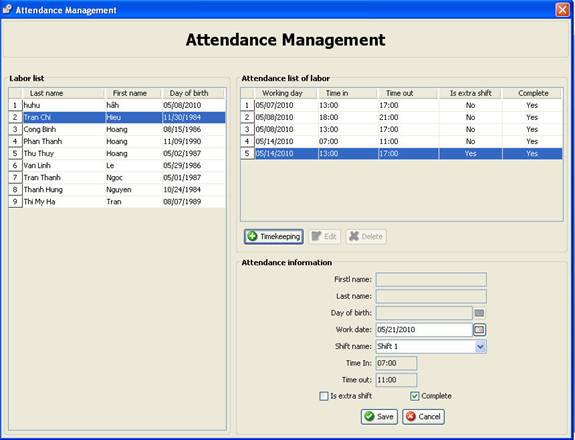 Attendance Management
Attendance Management
Labor list
Last name First name Day of birth
1 huhu hâh 05/08/2010
2 Tran Chi Hieu 11/30/1984
3 Cong Binh Hoang 08/15/1986
4 Phan Thanh Hoang 11/09/1990
5 Thu Thuy Hoang 05/02/1987
6 Van Linh Le 05/29/1986
7 Tran Thanh Ngoc 05/01/1987
8 Thanh Hung Nguyen 10/24/1984
9 Thi My Ha Tran 08/07/1989
Attendance list of labor
Working day Time in Time out Is extra shift Complete
1 05/07/2010 13:00 17:00 No Yes
2 05/08/2010 18:00 21:00 No Yes
3 05/08/2010 13:00 17:00 No Yes
4 05/14/2010 07:00 11:00 No Yes
5 05/14/2010 13:00 17:00 Yes Yes
Timekeeping Edit Delete
Attendance information
Firstl name:
Last name:
Day of birth:
Work date: 05/21/2010
Shift name: Shift 1
Time In: 07:00
Time out: 11:00
Is extra shift Complete
Save Cancel